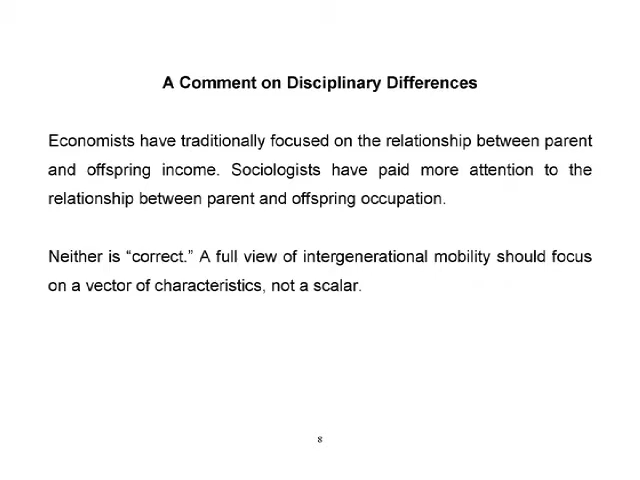 A Comment on Disciplinary Differences
Economists have traditionally focused on the relationship between parent
and offspring income. Sociologists have paid more attention to the
relationship between parent and offspring occupation.
Neither is “correct.” A full view of intergenerational mobility should focus
on a vector of characteristics, not a scalar.
8